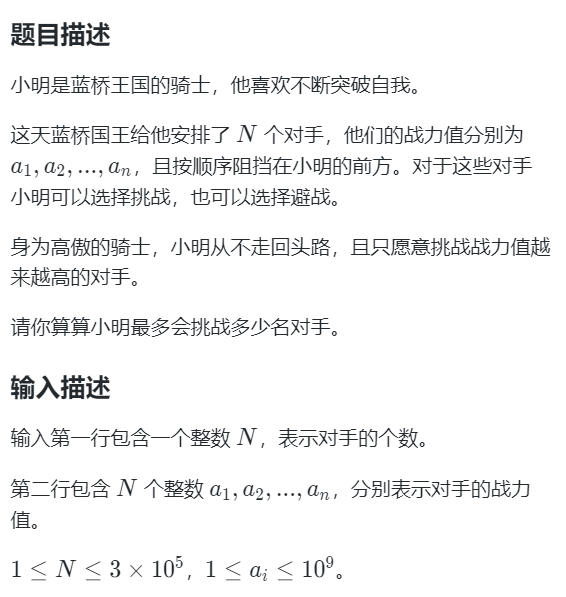 题目描述
小明是蓝桥王国的骑士，他喜欢不断突破自我。
这天蓝桥国王给他安排了 N 个对手，他们的战力值分别为
a₁, a₂, ..., aₙ，且按顺序阻挡在小明的前方。对于这些对手
小明可以选择挑战，也可以选择避战。
身为高傲的骑士，小明从不走回头路，且只愿意挑战战力值越
来越高的对手。
请你算算小明最多会挑战多少名对手。
输入描述
输入第一行包含一个整数 N，表示对手的个数。
第二行包含 N 个整数 a₁, a₂, ..., aₙ，分别表示对手的战力
值。
1 ≤ N ≤ 3 × 10⁵，1 ≤ aᵢ ≤ 10⁹。